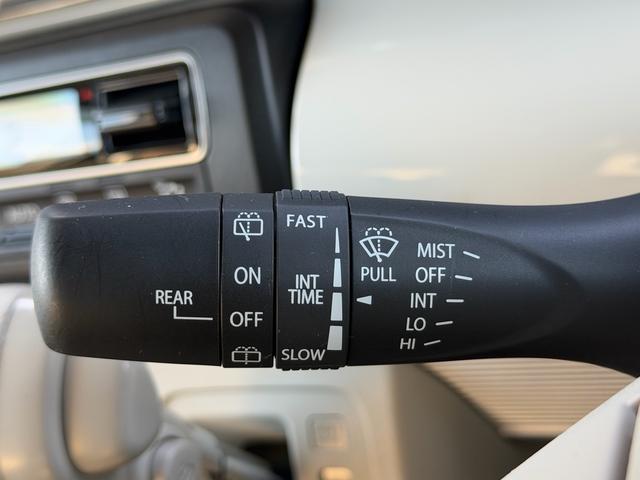 REAR
ON
OFF
FAST
INT
TIME
SLOW
PULL
MIST
OFF
INT
LO
HI